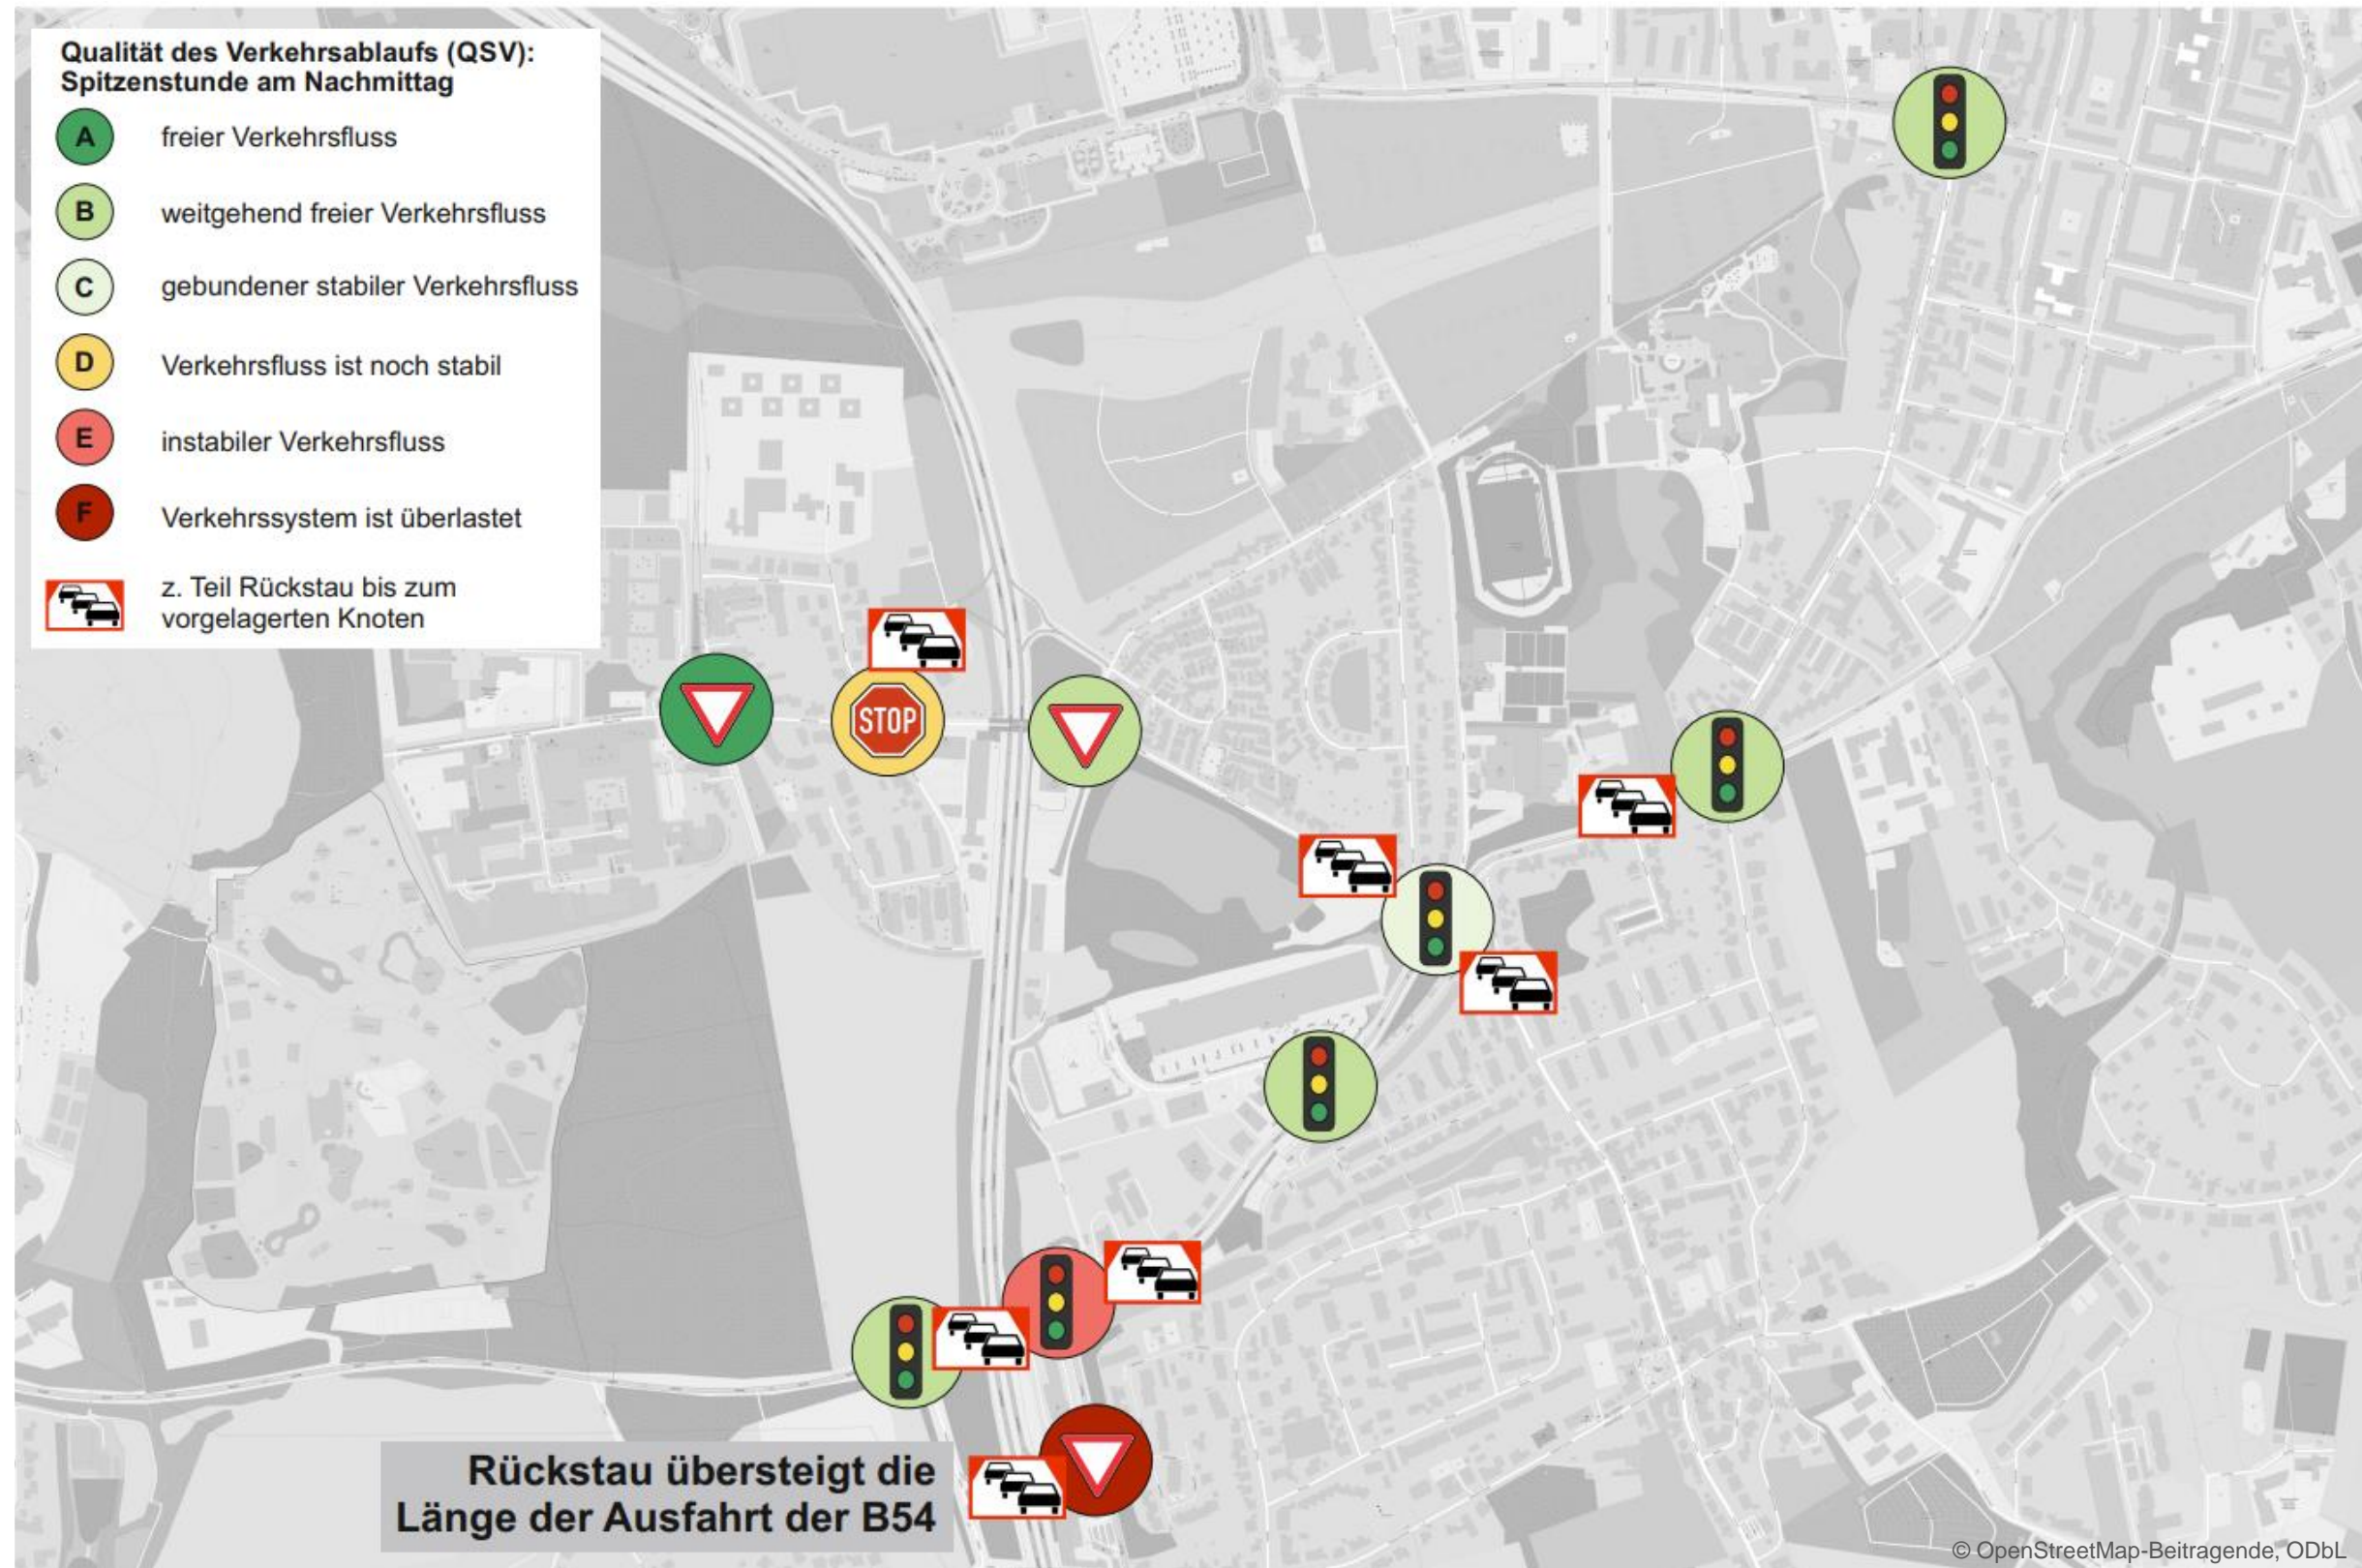 Qualität des Verkehrsablaufs (QSV):
Spitzenstunde am Nachmittag
A freier Verkehrsfluss
B weitgehend freier Verkehrsfluss
C gebundener stabiler Verkehrsfluss
D Verkehrsfluss ist noch stabil
E instabiler Verkehrsfluss
F Verkehrssystem ist überlastet
z. Teil Rückstau bis zum
vorgelagerten Knoten
STOP
Rückstau übersteigt die
Länge der Ausfahrt der B54
© OpenStreetMap-Beitragende, ODbL